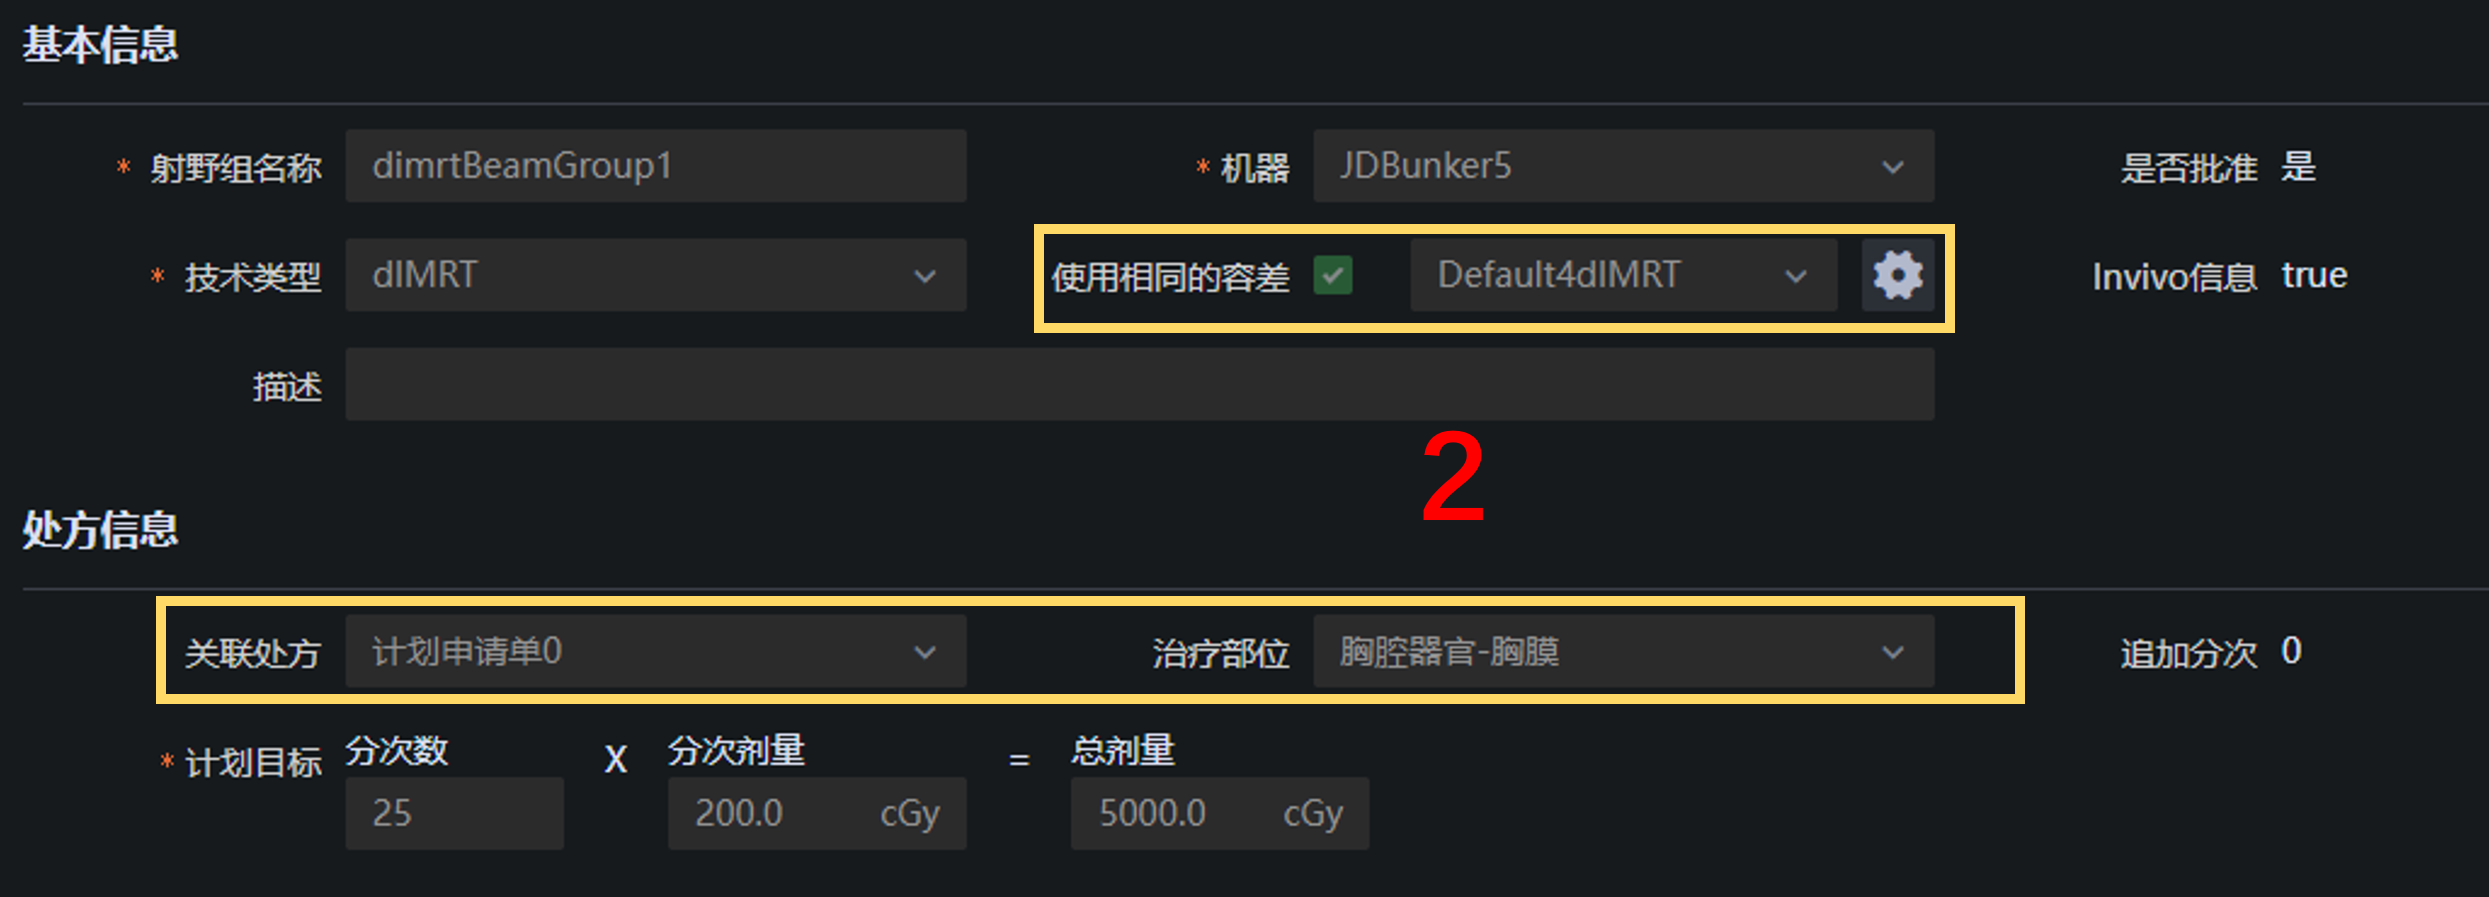 基本信息
* 射野组名称 dimrtBeamGroup1 * 机器 JDBunker5 是否批准 是
* 技术类型 dIMRT 使用相同的容差 Default4dIMRT Invivo信息 true
描述
2
处方信息
关联处方 计划申请单0 治疗部位 胸腔器官-胸膜 追加分次 0
* 计划目标 分次数 X 分次剂量 = 总剂量
25 200.0 cGy 5000.0 cGy